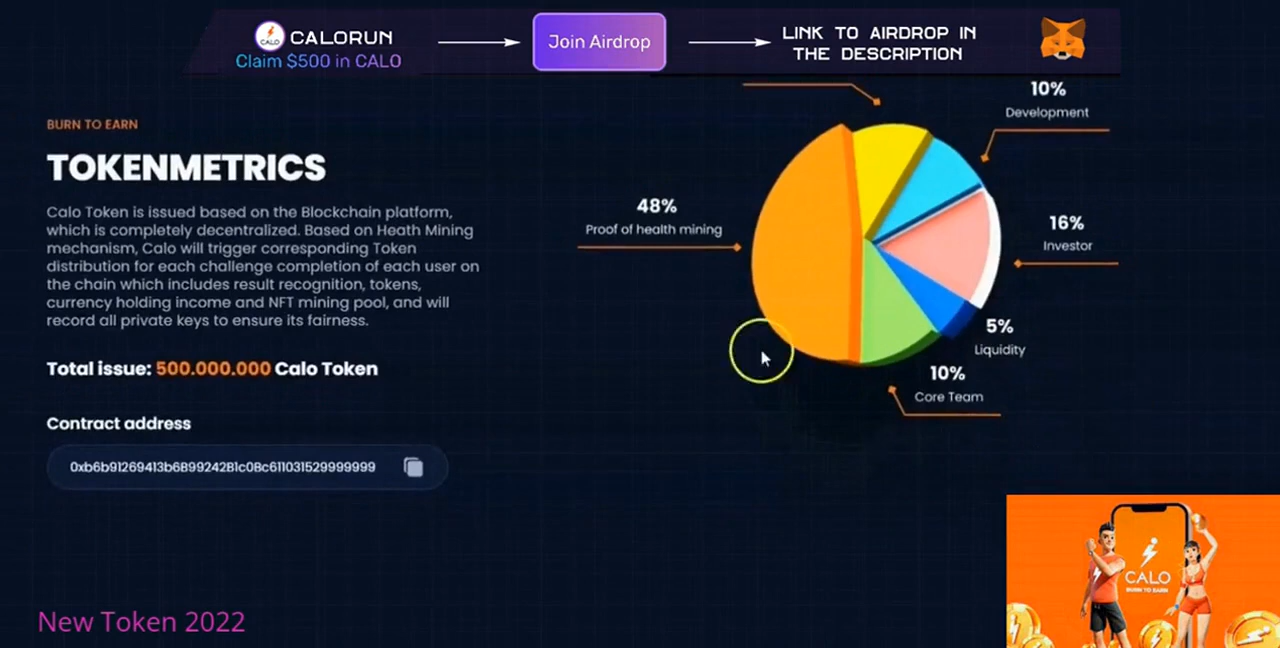 CALO
CALORUN
Claim $500 in CALO
Join Airdrop
LINK TO AIRDROP IN
THE DESCRIPTION
BURN TO EARN
TOKENMETRICS
Calo Token is issued based on the Blockchain platform,
which is completely decentralized. Based on Heath Mining
mechanism, Calo will trigger corresponding Token
distribution for each challenge completion of each user on
the chain which includes result recognition, tokens,
currency holding income and NFT mining pool, and will
record all private keys to ensure its fairness.
Total issue: 500.000.000 Calo Token
Contract address
0xb6b91269413b6B99242B1c0Bc611031529999999
10%
Development
48%
Proof of health mining
16%
Investor
5%
Liquidity
10%
Core Team
CALO
BURN TO EARN
New Token 2022